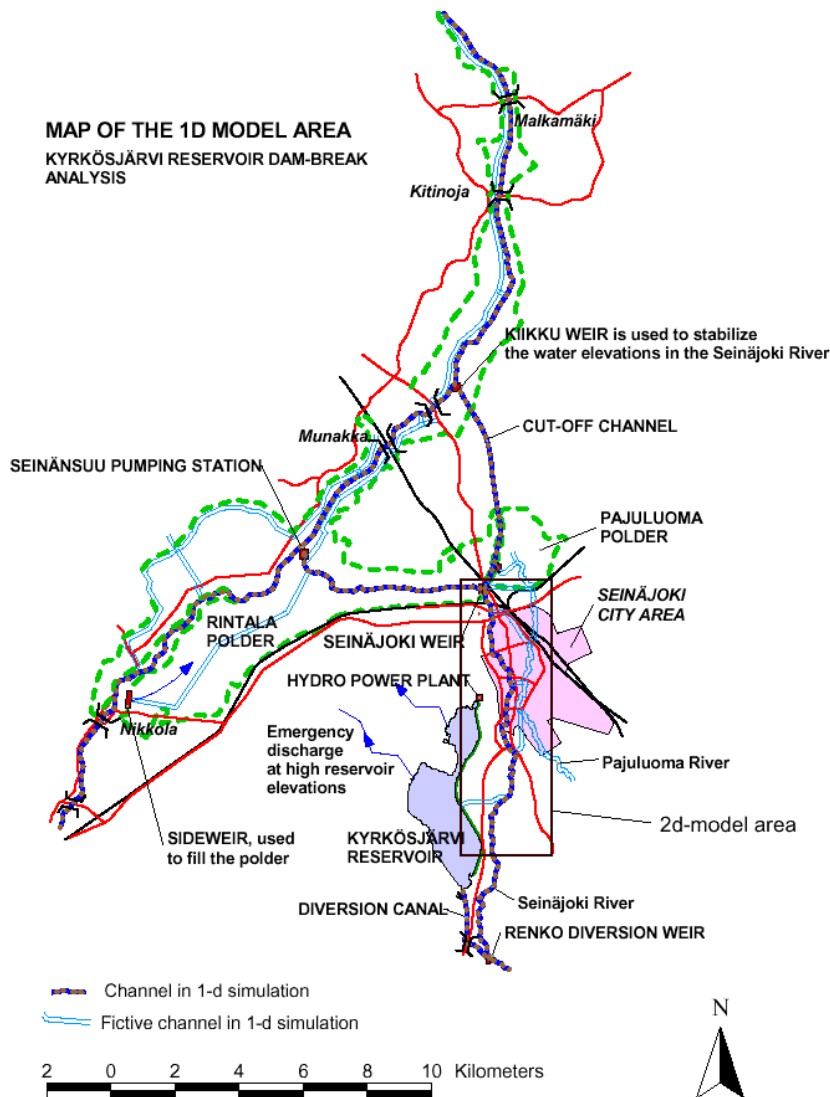 MAP OF THE 1D MODEL AREA
KYRKÖSJÄRVI RESERVOIR DAM-BREAK
ANALYSIS
Malkamäki
Kitinoja
KIIKKU WEIR is used to stabilize
the water elevations in the Seinäjoki River
CUT-OFF CHANNEL
Munakka
SEINÄNSUU PUMPING STATION
PAJULUOMA
POLDER
SEINÄJOKI
CITY AREA
RINTALA
POLDER
SEINÄJOKI WEIR
HYDRO POWER PLANT
Nikkola
Emergency
discharge
at high reservoir
elevations
Pajuluoma River
SIDEWEIR, used
to fill the polder
KYRKÖSJÄRVI
RESERVOIR
2d-model area
DIVERSION CANAL
Seinäjoki River
RENKO DIVERSION WEIR
Channel in 1-d simulation
Fictive channel in 1-d simulation
N
2 0 2 4 6 8 10 Kilometers